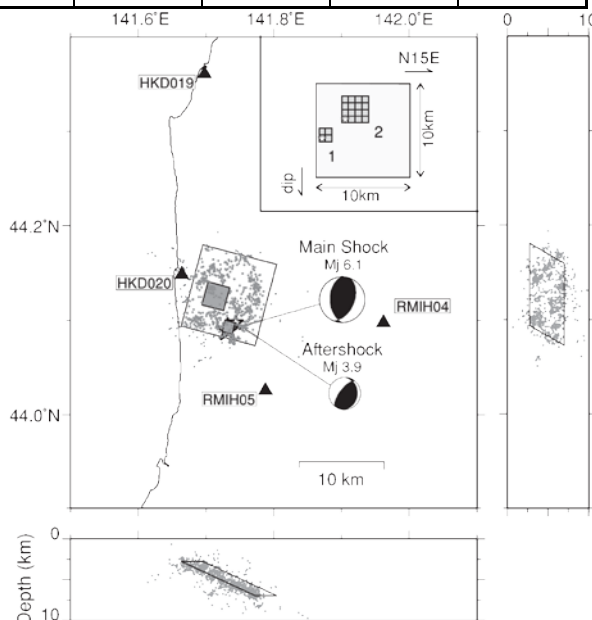 141.6˚E 141.8˚E 142.0˚E 0 10
N15E
HKD019
2
1
10km
dip
10km
44.2˚N
Main Shock
Mj 6.1
HKD020
RMIH04
Aftershock
Mj 3.9
RMIH05
44.0˚N
10 km
0
Depth (km)
10